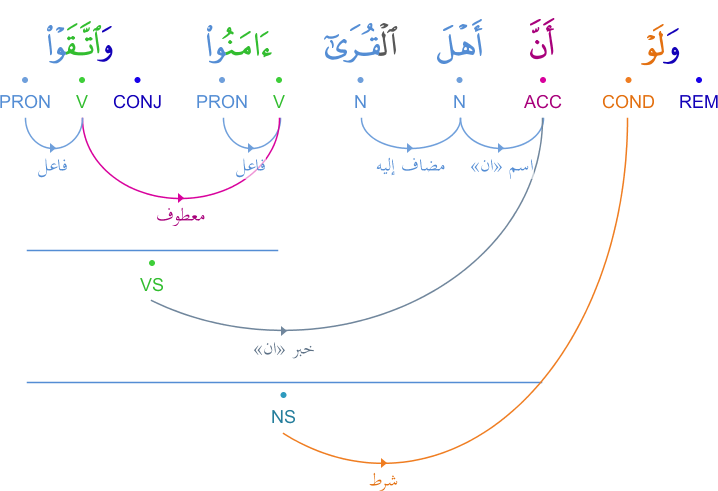 وَلَوْ أَنَّ أَهْلَ ٱلْقُرَىٰٓ ءَامَنُوا۟ وَٱتَّقَوْا۟
REM COND ACC N N V PRON CONJ V PRON
اسم «ان» مضاف إليه فاعل فاعل
معطوف
VS
خبر «ان»
NS
شرط